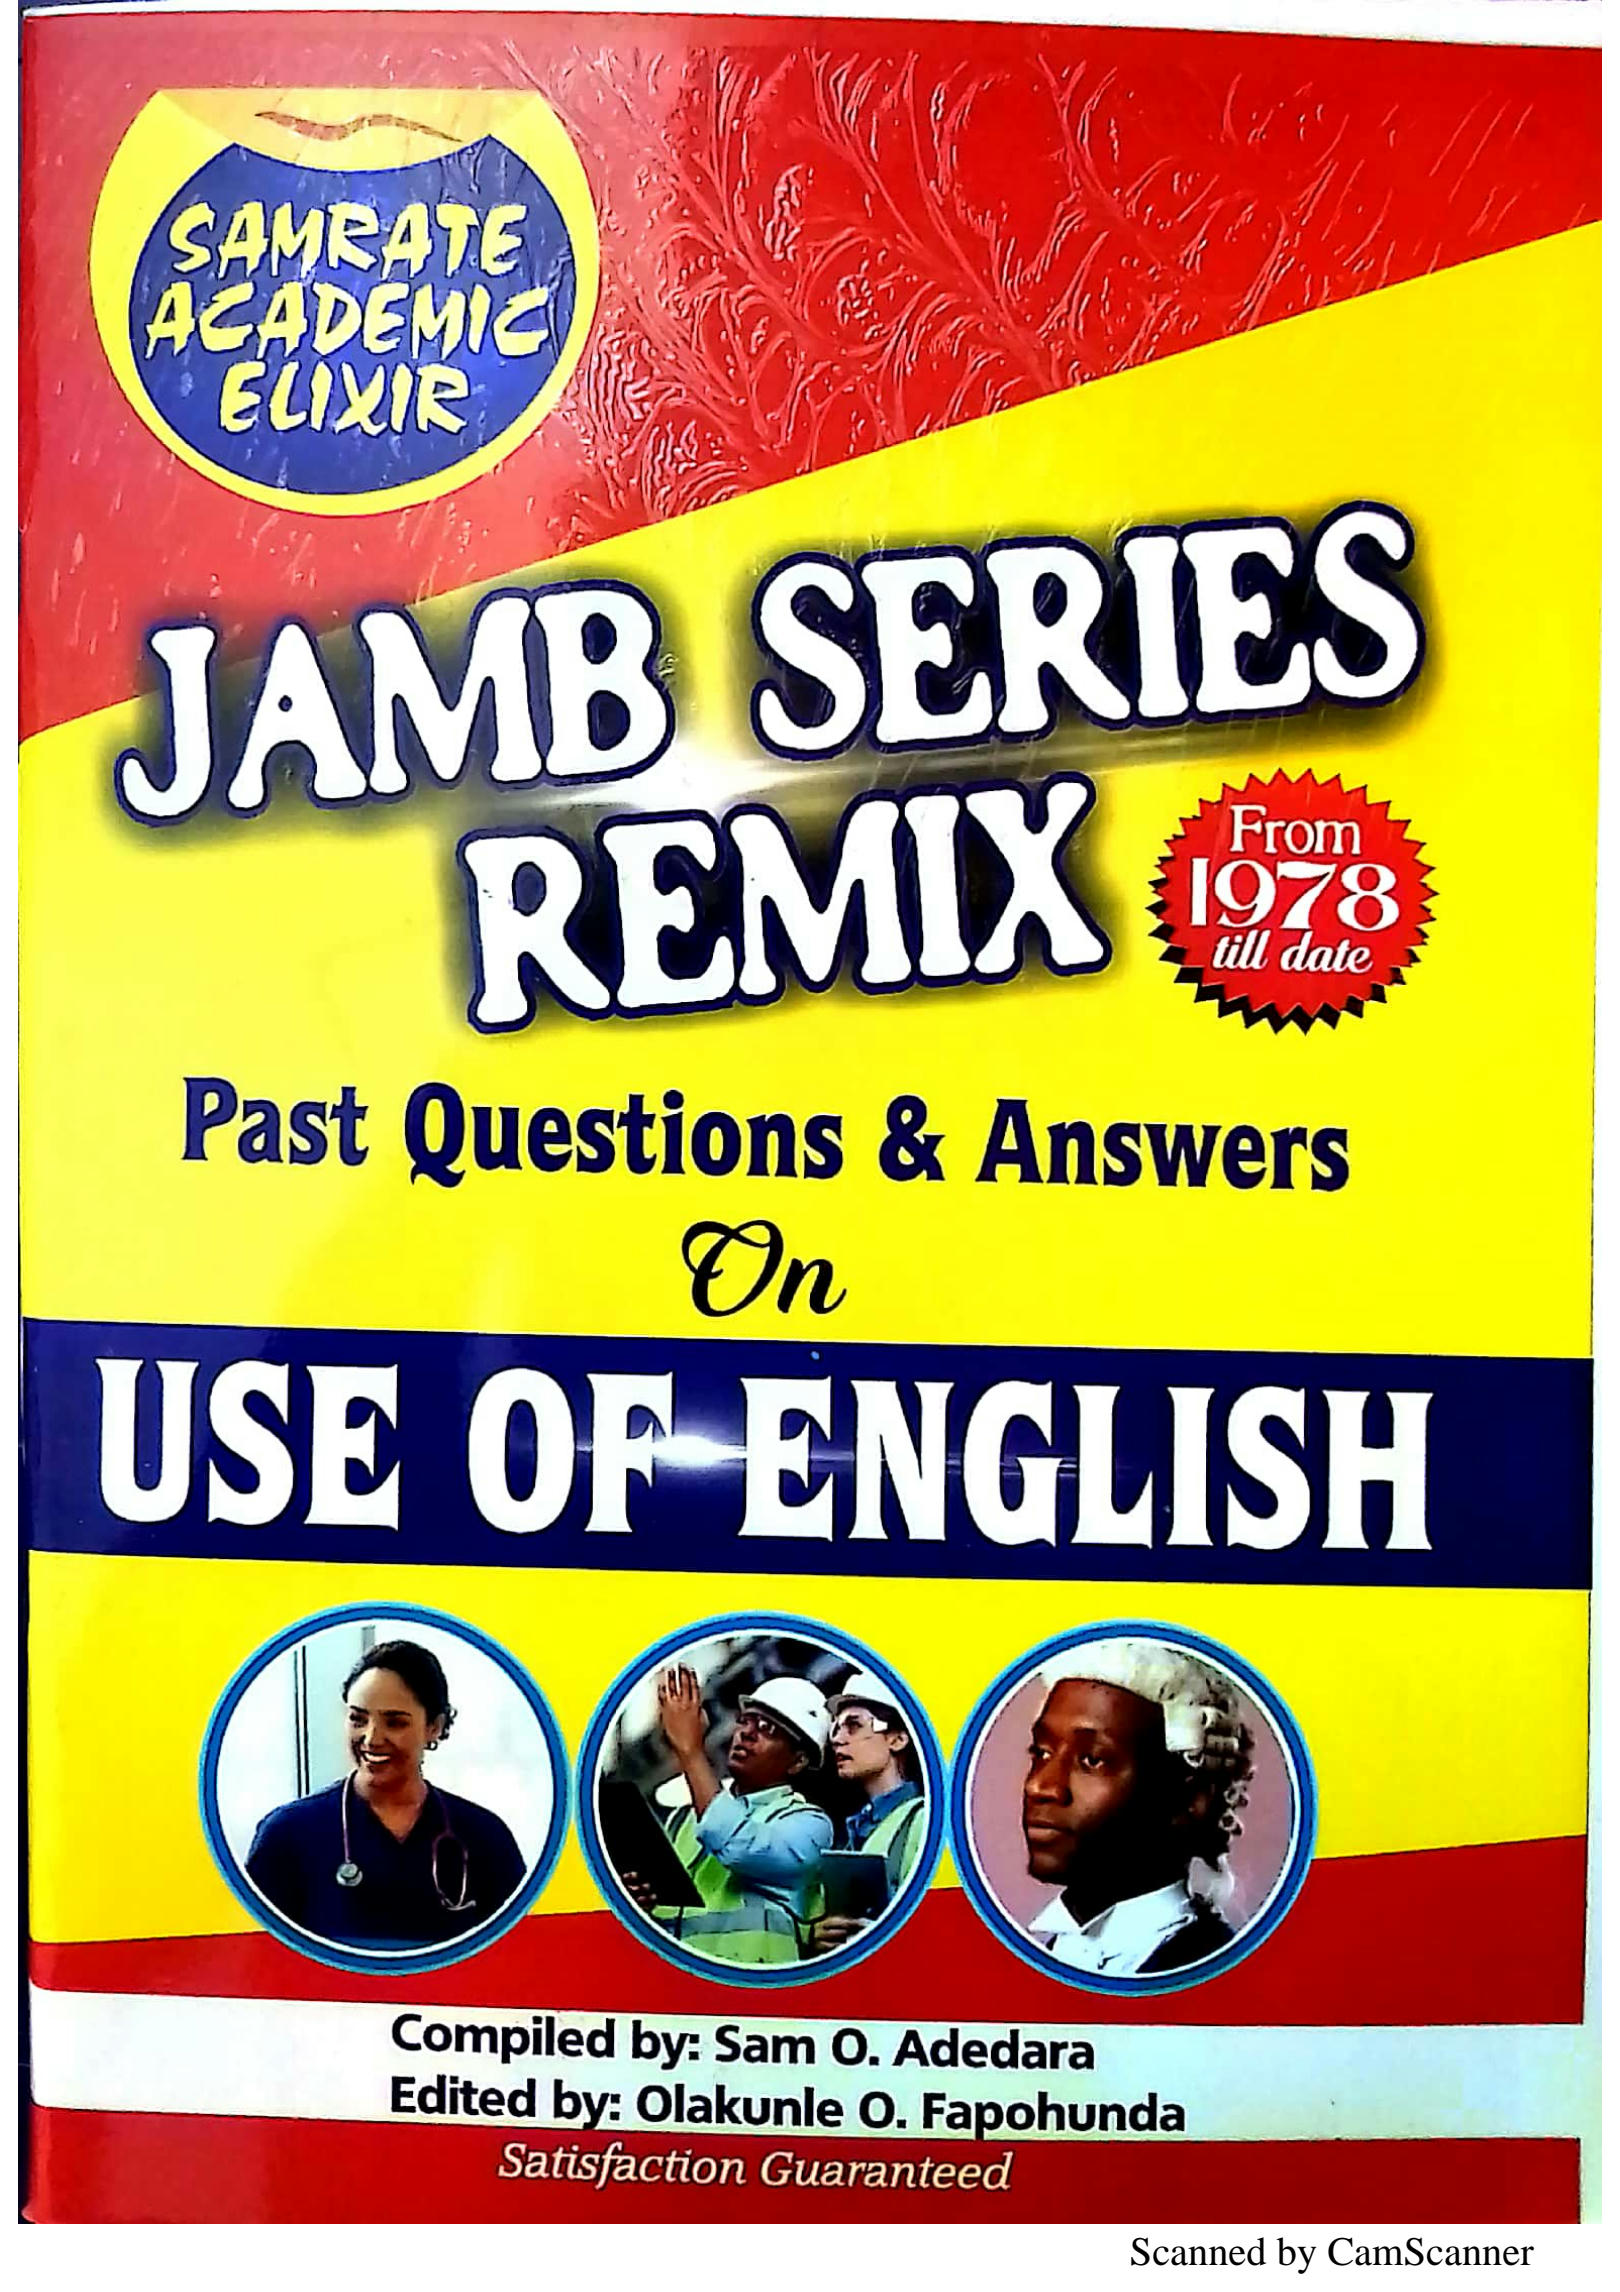 SAMRATE
ACADEMIC
ELIXIR
JAMB SERIES
REMIX
From
1978
till date
Past Questions & Answers
On
USE OF ENGLISH
Compiled by: Sam O. Adedara
Edited by: Olakunle O. Fapohunda
Satisfaction Guaranteed
Scanned by CamScanner